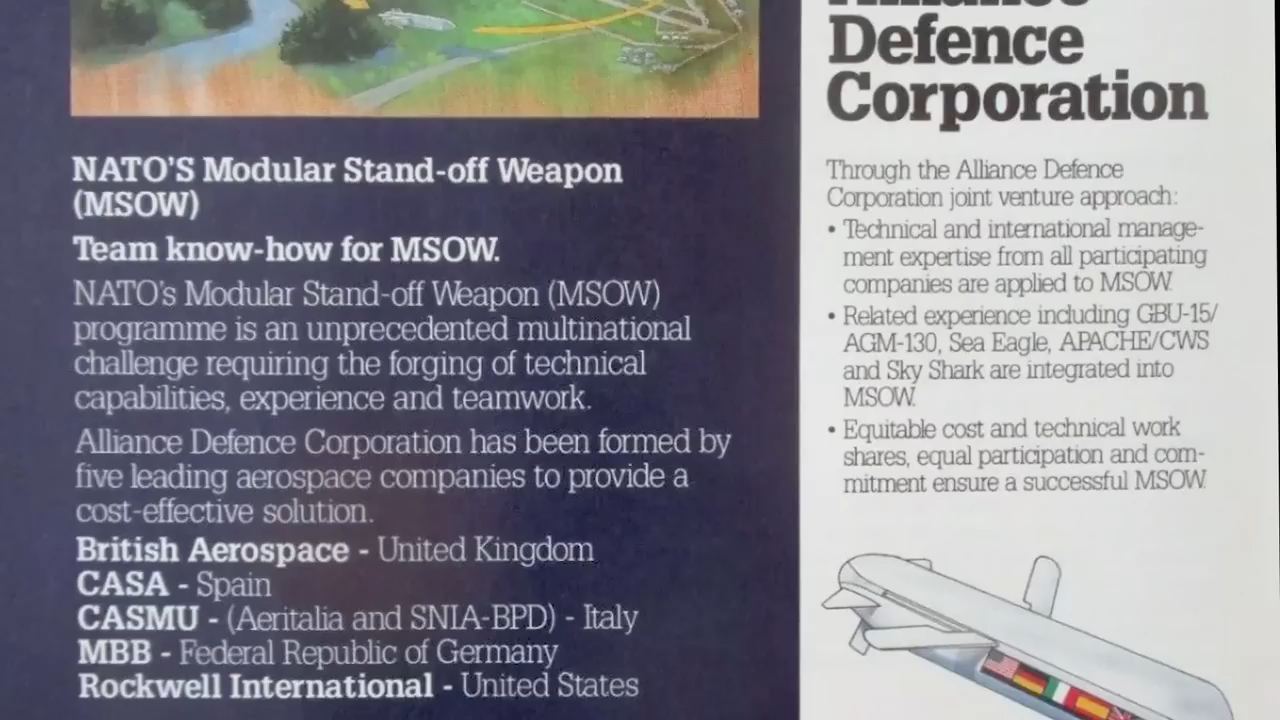 NATO'S Modular Stand-off Weapon
(MSOW)
Team know-how for MSOW.
NATO's Modular Stand-off Weapon (MSOW)
programme is an unprecedented multinational
challenge requiring the forging of technical
capabilities, experience and teamwork.
Alliance Defence Corporation has been formed by
five leading aerospace companies to provide a
cost-effective solution.
British Aerospace - United Kingdom
CASA - Spain
CASMU - (Aeritalia and SNIA-BPD) - Italy
MBB - Federal Republic of Germany
Rockwell International - United States
Alliance
Defence
Corporation
Through the Alliance Defence
Corporation joint venture approach:
• Technical and international manage-
ment expertise from all participating
companies are applied to MSOW.
• Related experience including GBU-15/
AGM-130, Sea Eagle, APACHE/CWS
and Sky Shark are integrated into
MSOW.
• Equitable cost and technical work
shares, equal participation and com-
mitment ensure a successful MSOW.